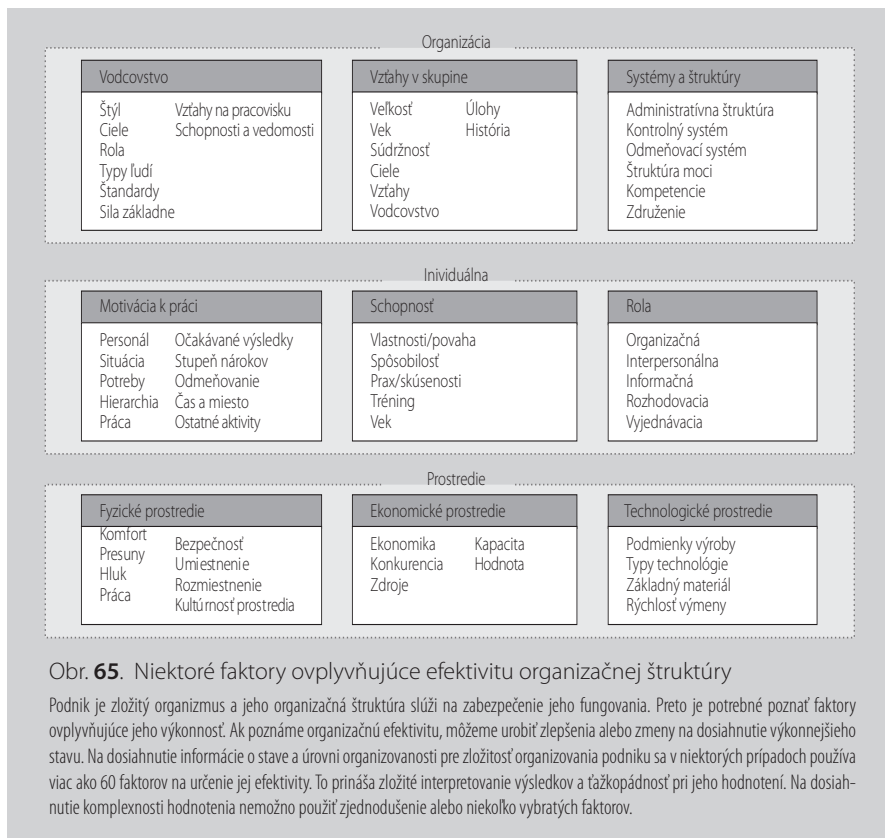 Organizácia
Vodcovstvo
Štýl
Ciele
Rola
Typy ľudí
Štandardy
Sila základne
Vzťahy na pracovisku
Schopnosti a vedomosti
Vzťahy v skupine
Veľkosť
Vek
Súdržnosť
Ciele
Vzťahy
Vodcovstvo
Úlohy
História
Systémy a štruktúry
Administratívna štruktúra
Kontrolný systém
Odmeňovací systém
Štruktúra moci
Kompetencie
Združenie
Inividuálna
Motivácia k práci
Personál
Situácia
Potreby
Hierarchia
Práca
Očakávané výsledky
Stupeň nárokov
Odmeňovanie
Čas a miesto
Ostatné aktivity
Schopnosť
Vlastnosti/povaha
Spôsobilosť
Prax/skúsenosti
Tréning
Vek
Rola
Organizačná
Interpersonálna
Informačná
Rozhodovacia
Vyjednávacia
Prostredie
Fyzické prostredie
Komfort
Presuny
Hluk
Práca
Bezpečnosť
Umiestnenie
Rozmiestnenie
Kultúrnosť prostredia
Ekonomické prostredie
Ekonomika
Konkurencia
Zdroje
Kapacita
Hodnota
Technologické prostredie
Podmienky výroby
Typy technológie
Základný materiál
Rýchlosť výmeny
Obr. 65. Niektoré faktory ovplyvňujúce efektivitu organizačnej štruktúry
Podnik je zložitý organizmus a jeho organizačná štruktúra slúži na zabezpečenie jeho fungovania. Preto je potrebné poznať faktory
ovplyvňujúce jeho výkonnosť. Ak poznáme organizačnú efektivitu, môžeme urobiť zlepšenia alebo zmeny na dosiahnutie výkonnejšieho
stavu. Na dosiahnutie informácie o stave a úrovni organizovanosti pre zložitosť organizovania podniku sa v niektorých prípadoch používa
viac ako 60 faktorov na určenie jej efektivity. To prináša zložité interpretovanie výsledkov a ťažkopádnosť pri jeho hodnotení. Na dosiah-
nutie komplexnosti hodnotenia nemožno použiť zjednodušenie alebo niekoľko vybratých faktorov.